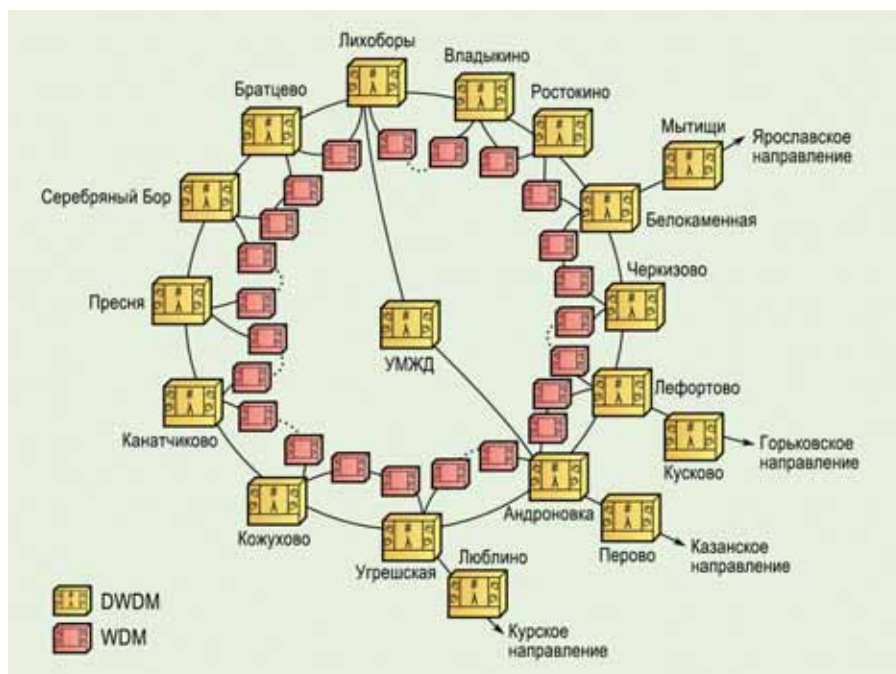 Лихоборы
Владыкино
Братцево
Ростокино
Мытищи
Ярославское
направление
Серебряный Бор
Белокаменная
Черкизово
Пресня
УМЖД
Лефортово
Канатчиково
Горьковское
направление
Кусково
Андроновка
Кожухово
Перово
Казанское
направление
Угрешская
Люблино
Курское
направление
DWDM
WDM